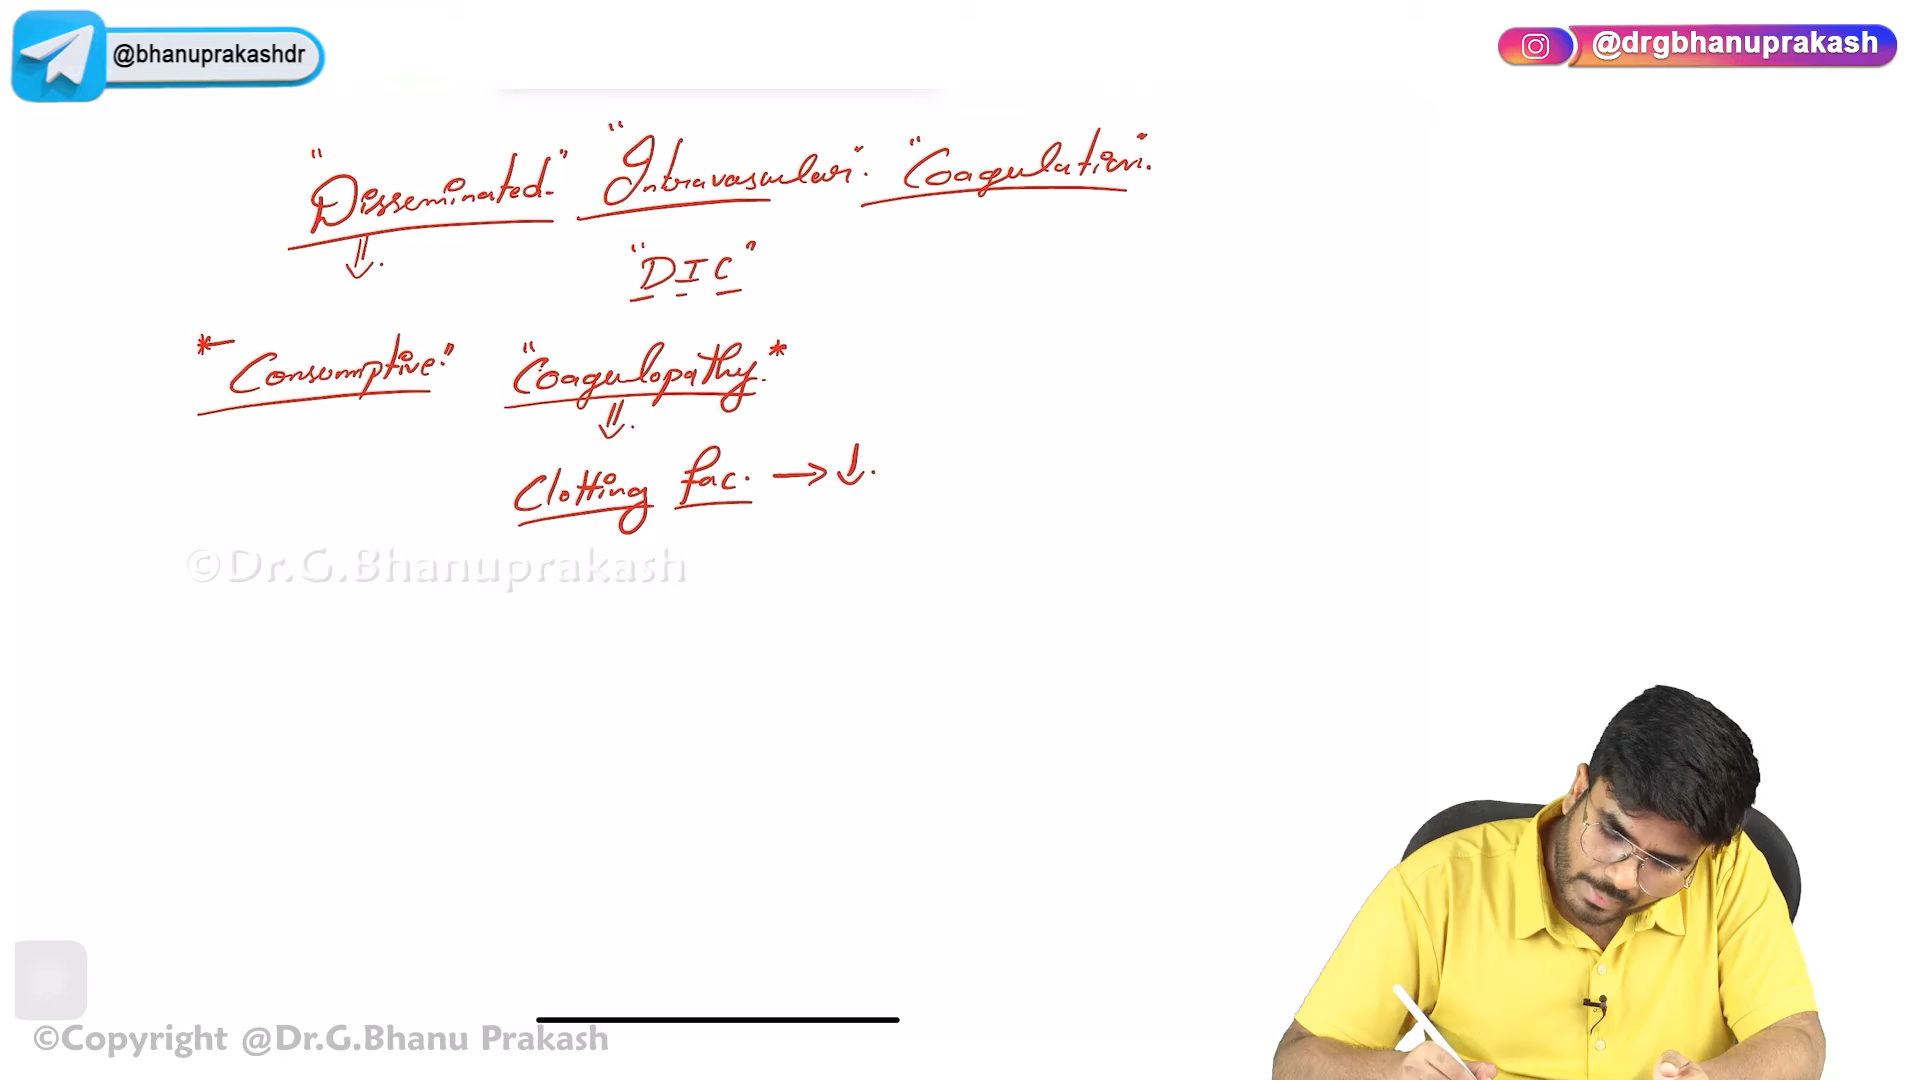 @bhanuprakashdr
@drgbhanuprakash
"Disseminated" "Intravascular". "Coagulation".
⇓.
"DIC"
*Consumptive" "Coagulopathy.*
⇓.
Clotting fac. → ↓.
©Dr.G.Bhanuprakash
©Copyright @Dr.G.Bhanu Prakash